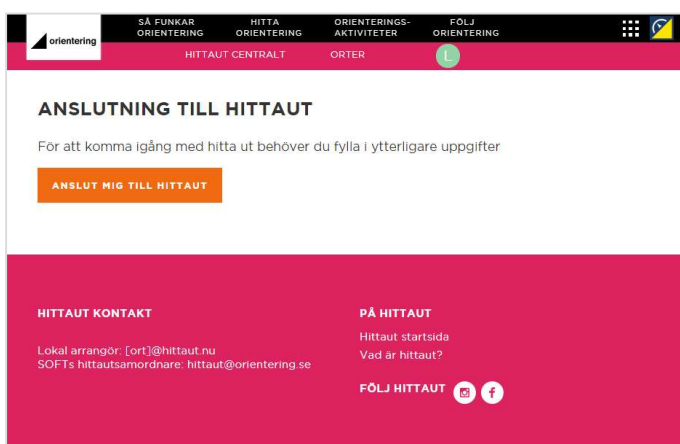 orientering
SÅ FUNKAR
ORIENTERING
HITTA
ORIENTERING
ORIENTERINGS-
AKTIVITETER
FÖLJ
ORIENTERING
HITTAUT CENTRALT
ORTER
L
ANSLUTNING TILL HITTAUT
För att komma igång med hitta ut behöver du fylla i ytterligare uppgifter
ANSLUT MIG TILL HITTAUT
HITTAUT KONTAKT
Lokal arrangör: [ort]@hittaut.nu
SOFTs hittautsamordnare: hittaut@orientering.se
PÅ HITTAUT
Hittaut startsida
Vad är hittaut?
FÖLJ HITTAUT